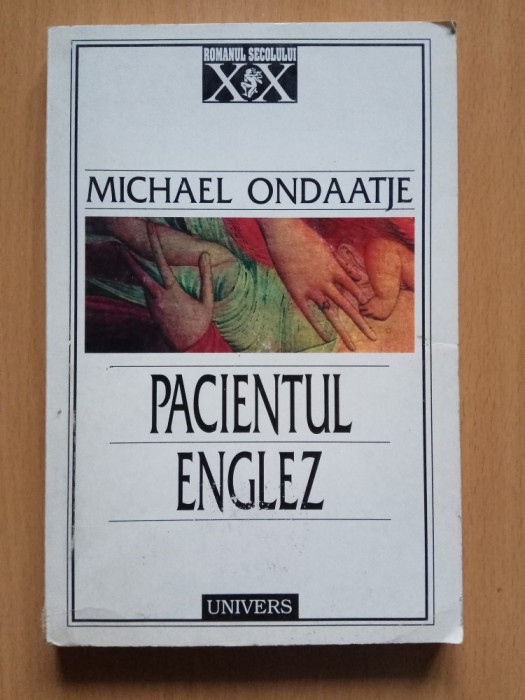 ROMANUL SECOLULUI
XX
MICHAEL ONDAATJE
PACIENTUL
ENGLEZ
UNIVERS